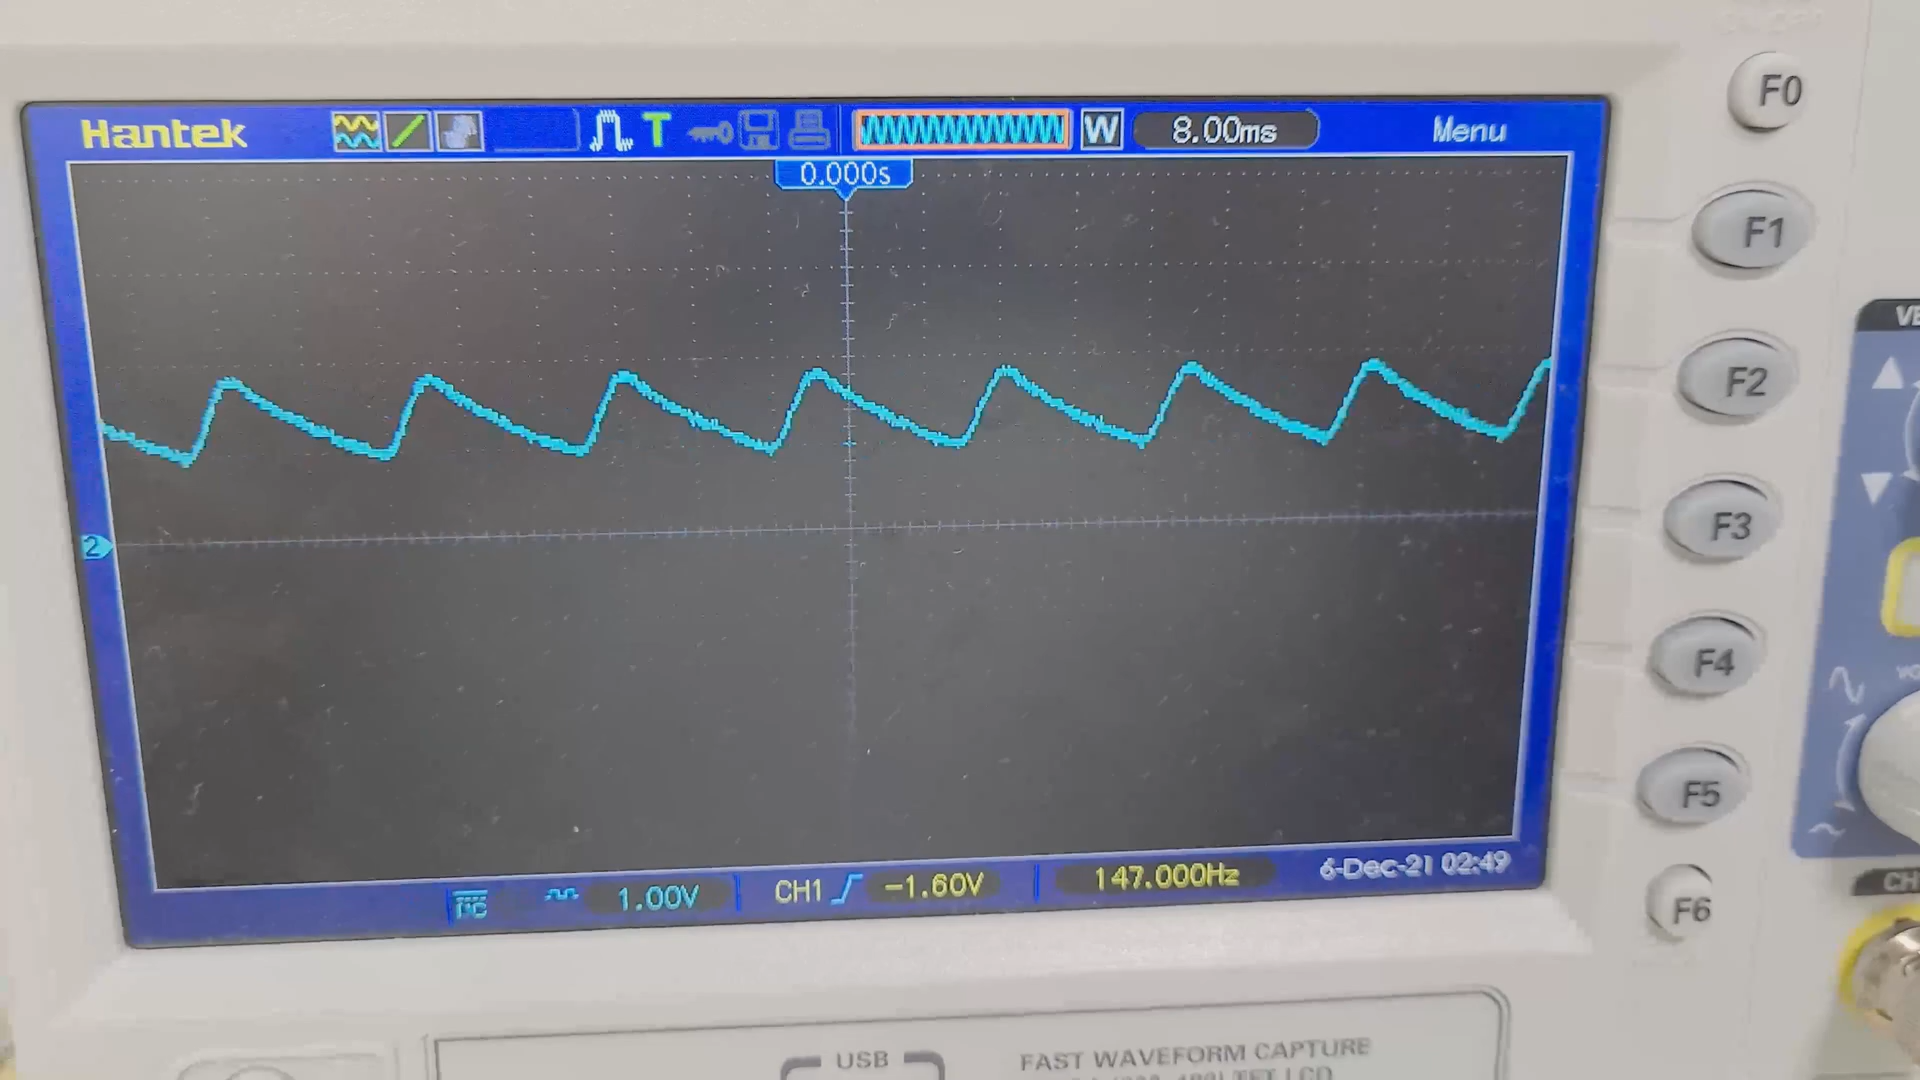 Hantek T W 8.00ms Menu
0.000s
2
1.00V CH1 -1.60V 147.000Hz 6-Dec-21 02:49
F0
F1
F2
F3
F4
F5
F6
USB
FAST WAVEFORM CAPTURE